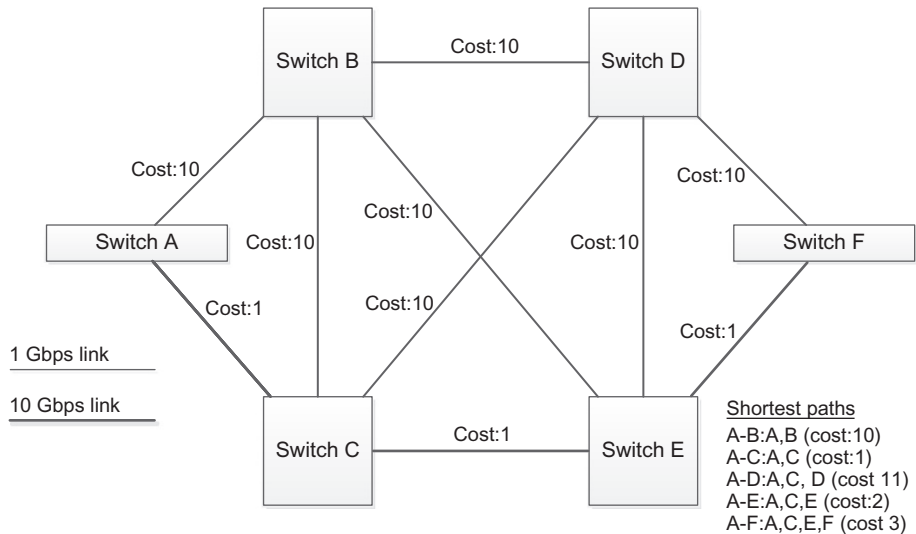 Switch B
Cost:10
Switch D
Cost:10
Cost:10
Cost:10
Switch A
Cost:10
Cost:10
Switch F
Cost:1
Cost:10
Cost:1
1 Gbps link
10 Gbps link
Switch C
Cost:1
Switch E
Shortest paths
A-B:A,B (cost:10)
A-C:A,C (cost:1)
A-D:A,C, D (cost 11)
A-E:A,C,E (cost:2)
A-F:A,C,E,F (cost 3)